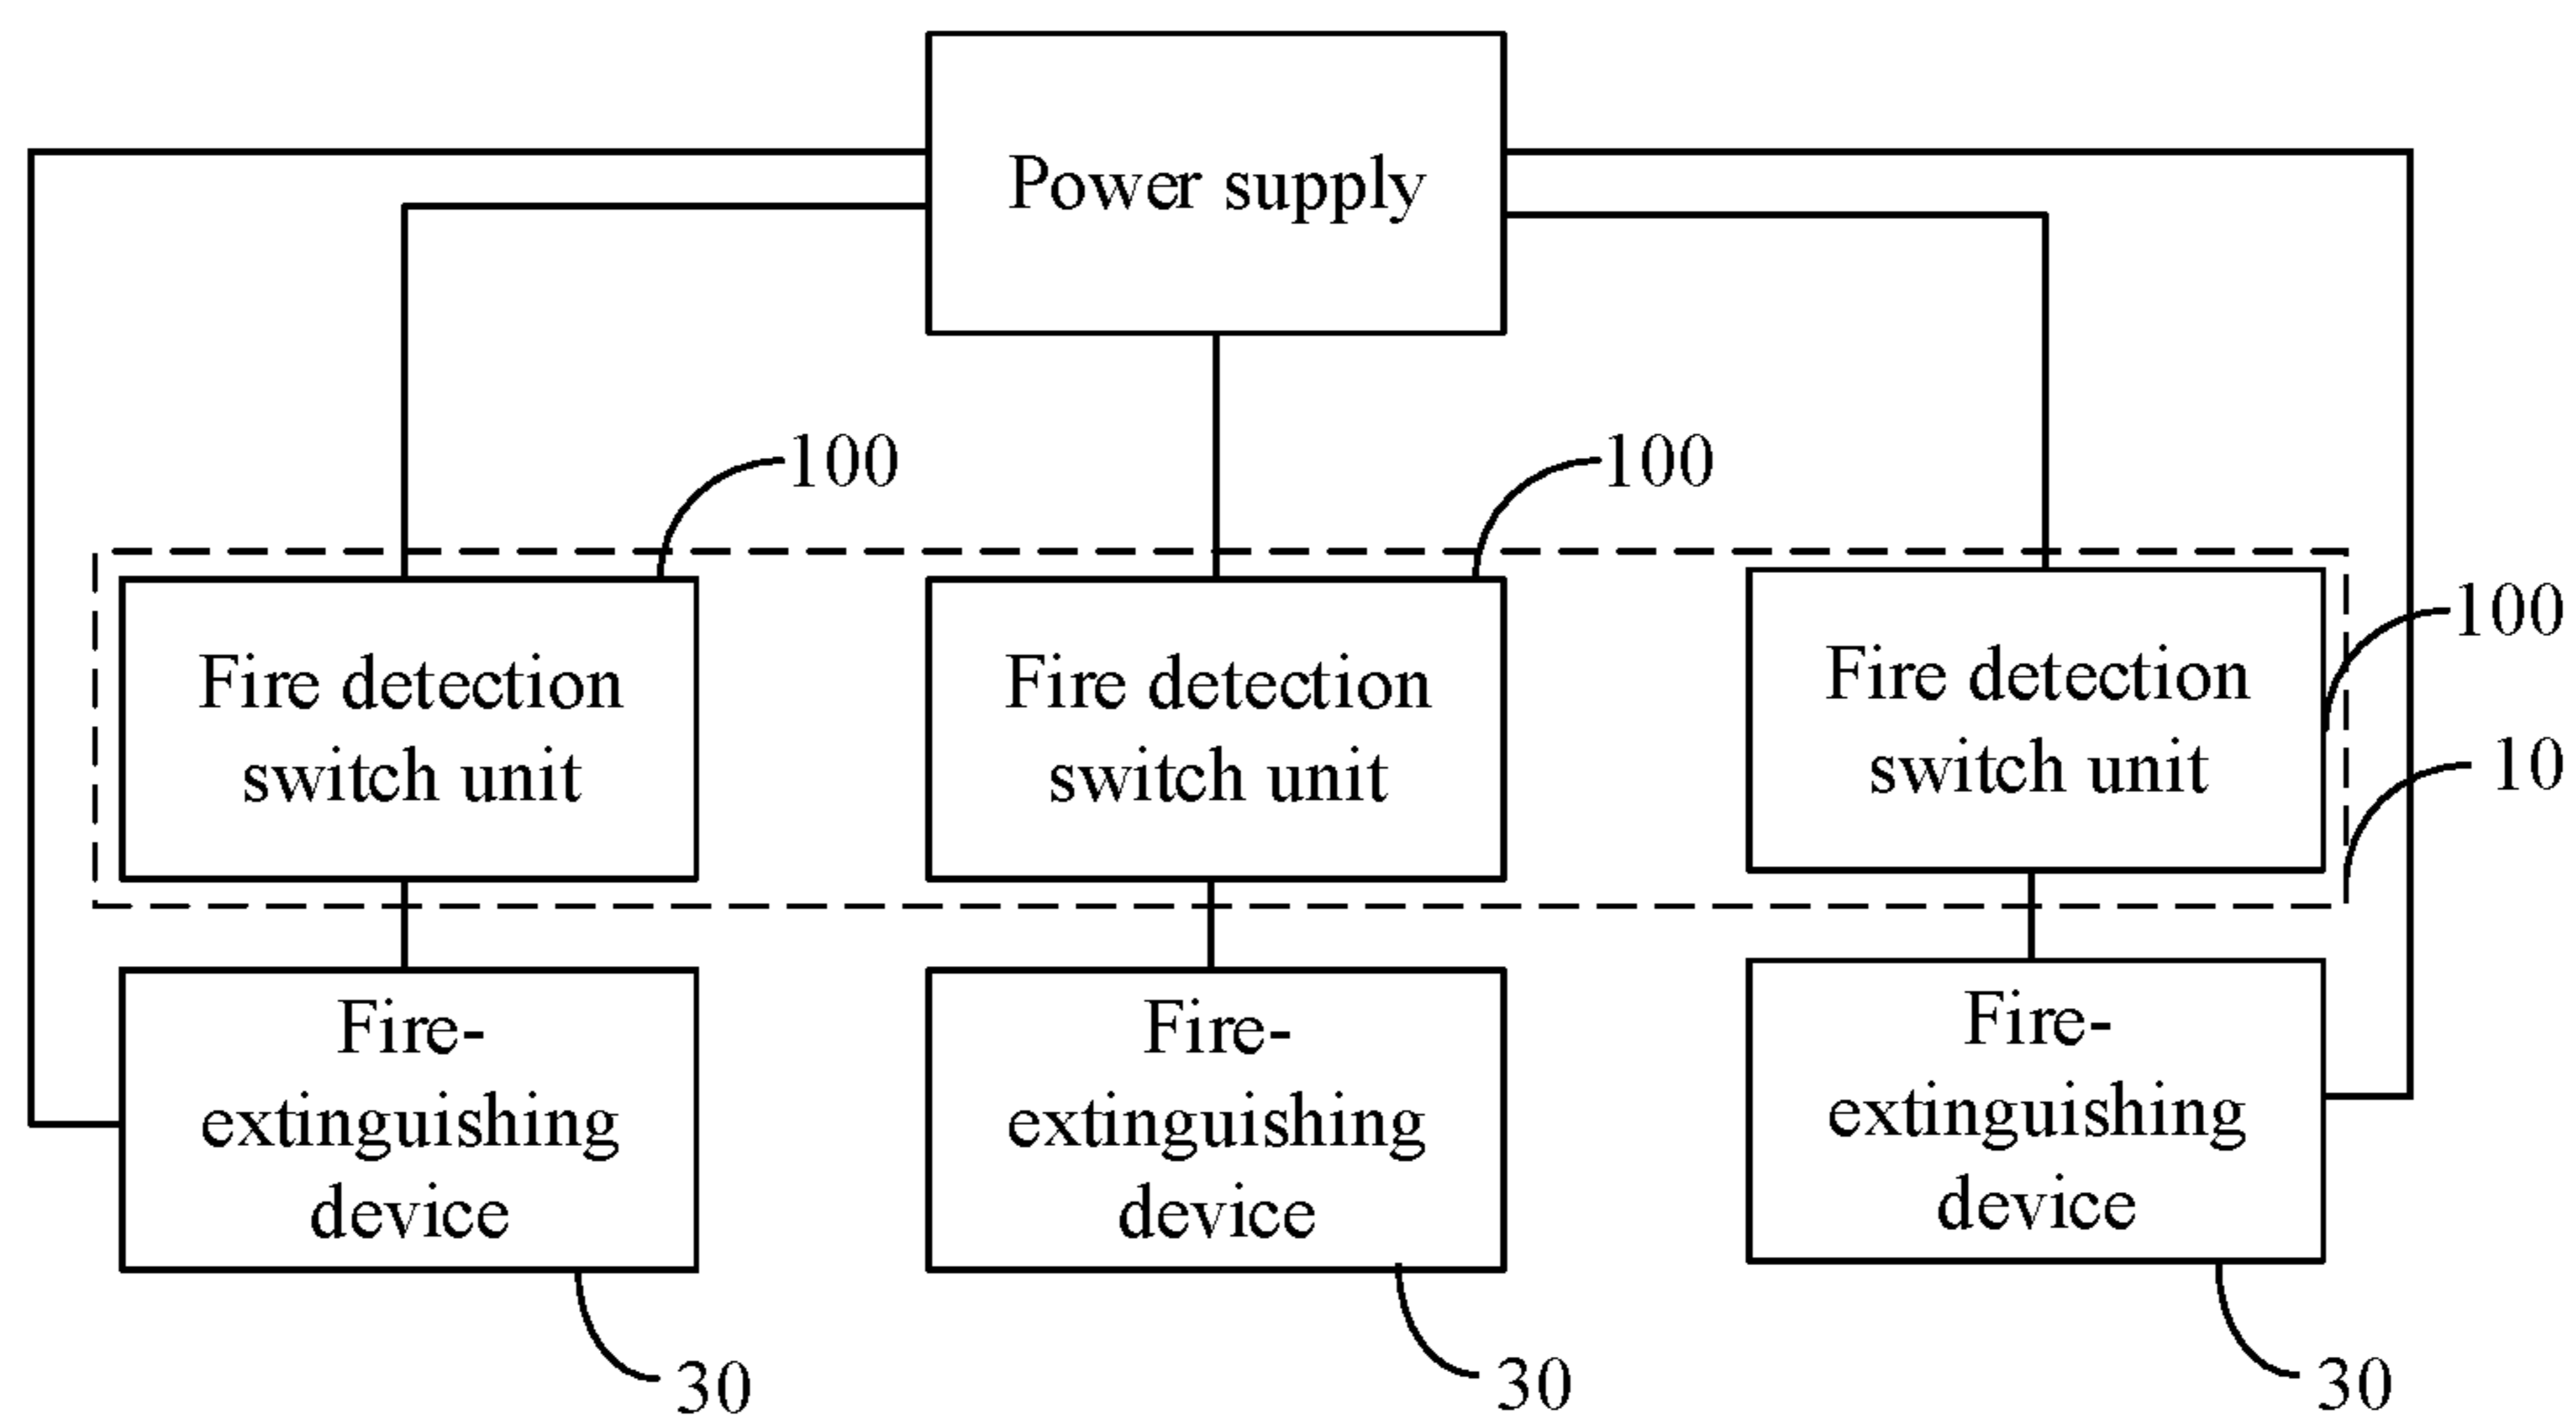 Power supply
100
100
100
Fire detection
switch unit
Fire detection
switch unit
Fire detection
switch unit
10
Fire-
extinguishing
device
Fire-
extinguishing
device
Fire-
extinguishing
device
30
30
30